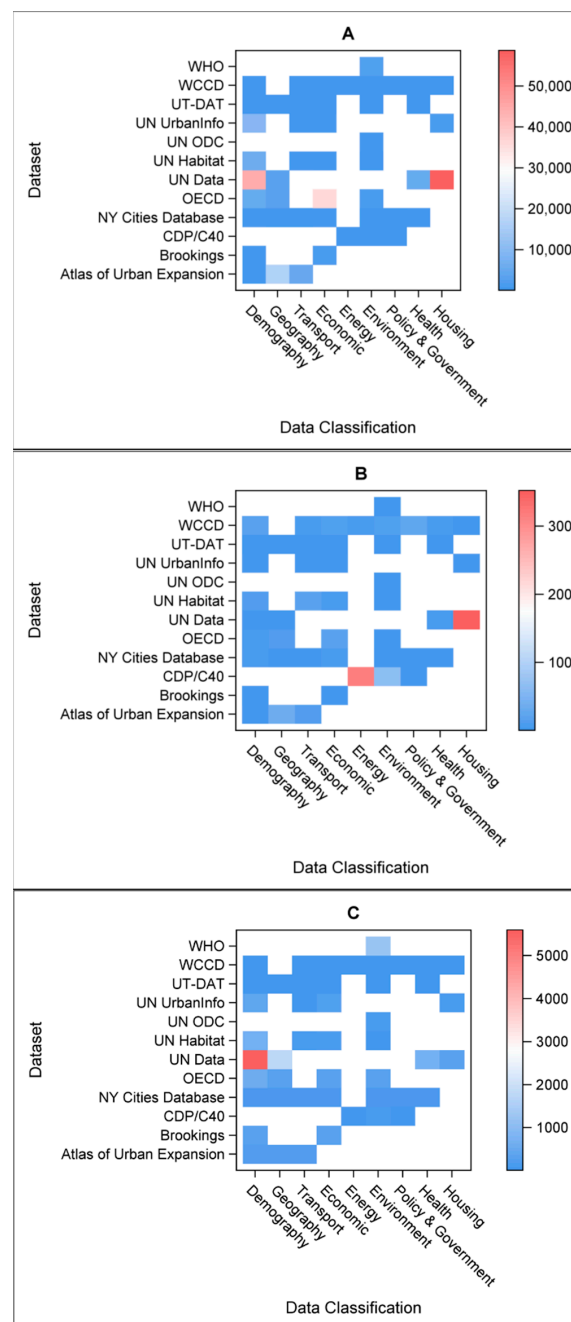 A
WHO
WCCD
UT-DAT
UN UrbanInfo
UN ODC
UN Habitat
UN Data
OECD
NY Cities Database
CDP/C40
Brookings
Atlas of Urban Expansion
Dataset
50,000
40,000
30,000
20,000
10,000
Demography
Geography
Transport
Economic
Energy
Environment
Policy & Government
Health
Housing
Data Classification
B
WHO
WCCD
UT-DAT
UN UrbanInfo
UN ODC
UN Habitat
UN Data
OECD
NY Cities Database
CDP/C40
Brookings
Atlas of Urban Expansion
Dataset
300
200
100
Demography
Geography
Transport
Economic
Energy
Environment
Policy & Government
Health
Housing
Data Classification
C
WHO
WCCD
UT-DAT
UN UrbanInfo
UN ODC
UN Habitat
UN Data
OECD
NY Cities Database
CDP/C40
Brookings
Atlas of Urban Expansion
Dataset
5000
4000
3000
2000
1000
Demography
Geography
Transport
Economic
Energy
Environment
Policy & Government
Health
Housing
Data Classification